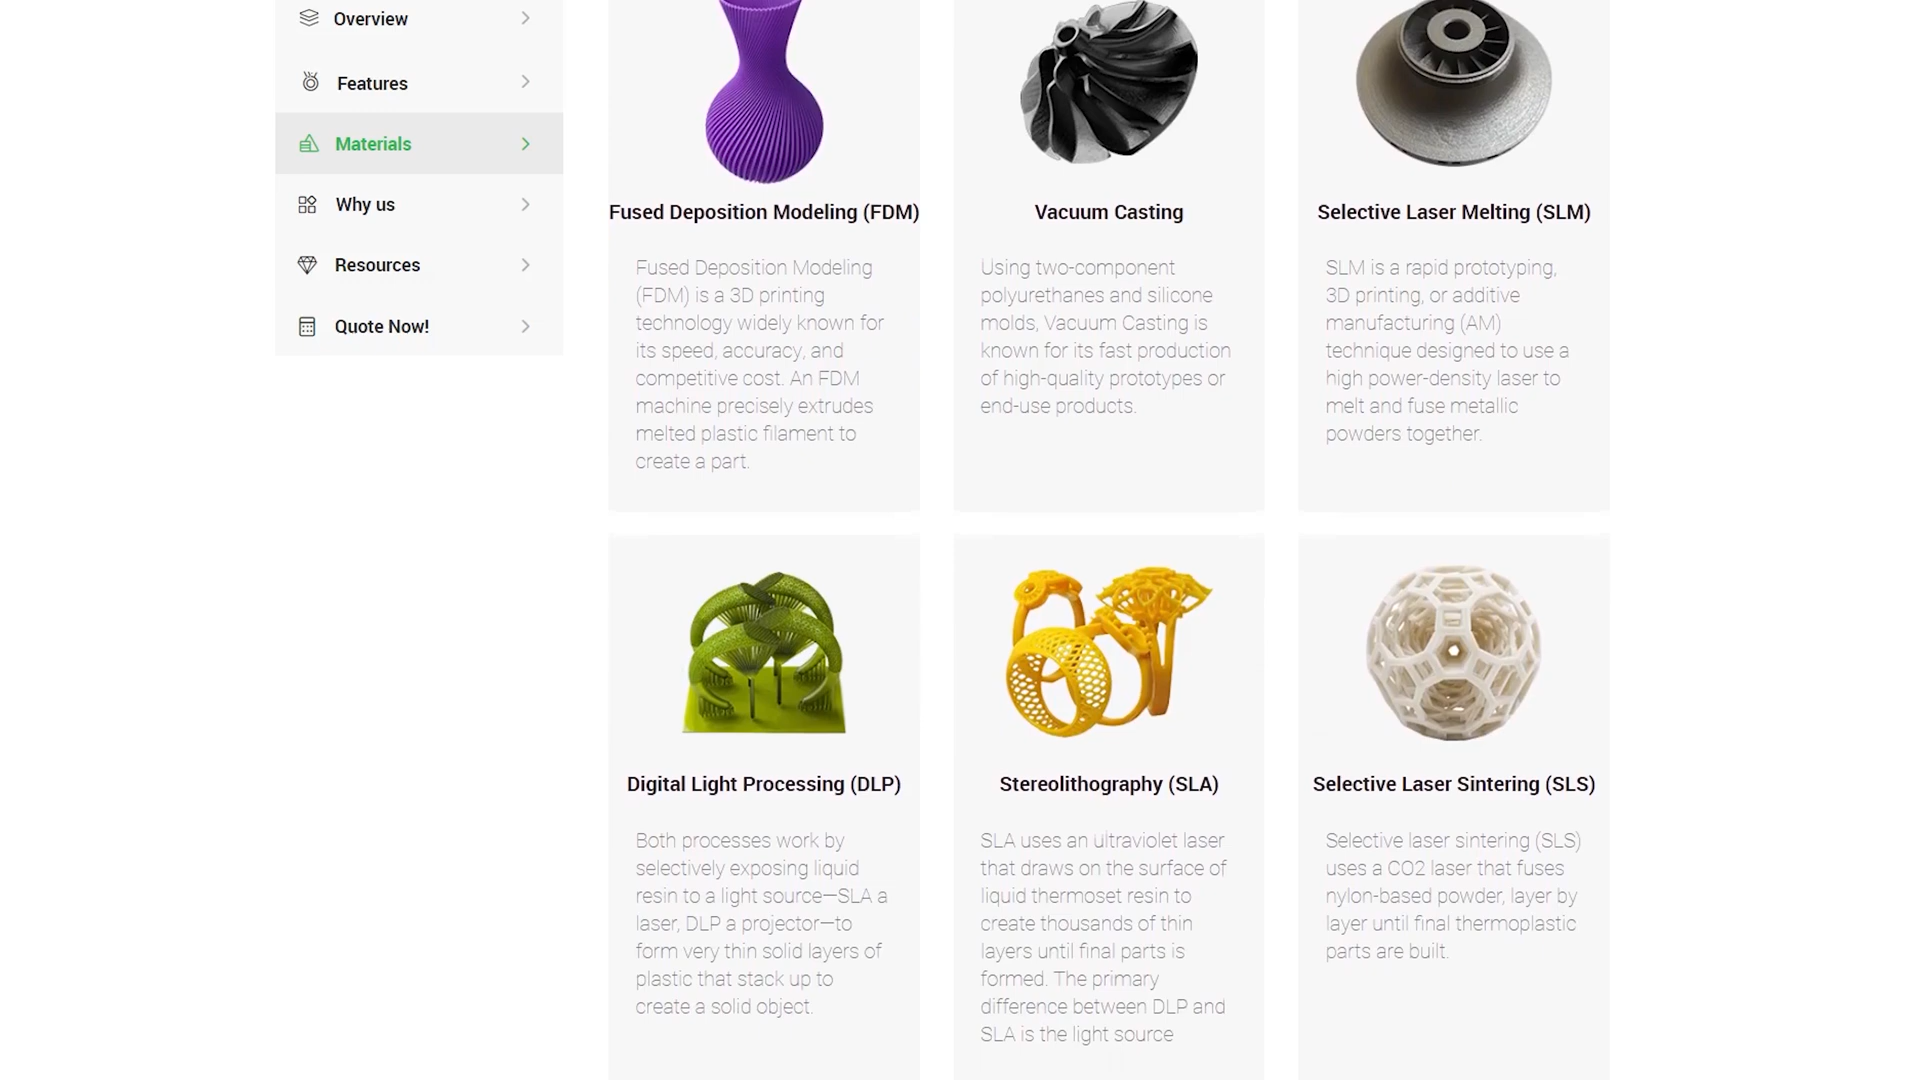 Overview
Features
Materials
Why us
Resources
Quote Now!
Fused Deposition Modeling (FDM)
Fused Deposition Modeling
(FDM) is a 3D printing
technology widely known for
its speed, accuracy, and
competitive cost. An FDM
machine precisely extrudes
melted plastic filament to
create a part.
Vacuum Casting
Using two-component
polyurethanes and silicone
molds, Vacuum Casting is
known for its fast production
of high-quality prototypes or
end-use products.
Selective Laser Melting (SLM)
SLM is a rapid prototyping,
3D printing, or additive
manufacturing (AM)
technique designed to use a
high power-density laser to
melt and fuse metallic
powders together.
Digital Light Processing (DLP)
Both processes work by
selectively exposing liquid
resin to a light source—SLA a
laser, DLP a projector—to
form very thin solid layers of
plastic that stack up to
create a solid object.
Stereolithography (SLA)
SLA uses an ultraviolet laser
that draws on the surface of
liquid thermoset resin to
create thousands of thin
layers until final parts is
formed. The primary
difference between DLP and
SLA is the light source
Selective Laser Sintering (SLS)
Selective laser sintering (SLS)
uses a CO2 laser that fuses
nylon-based powder, layer by
layer until final thermoplastic
parts are built.